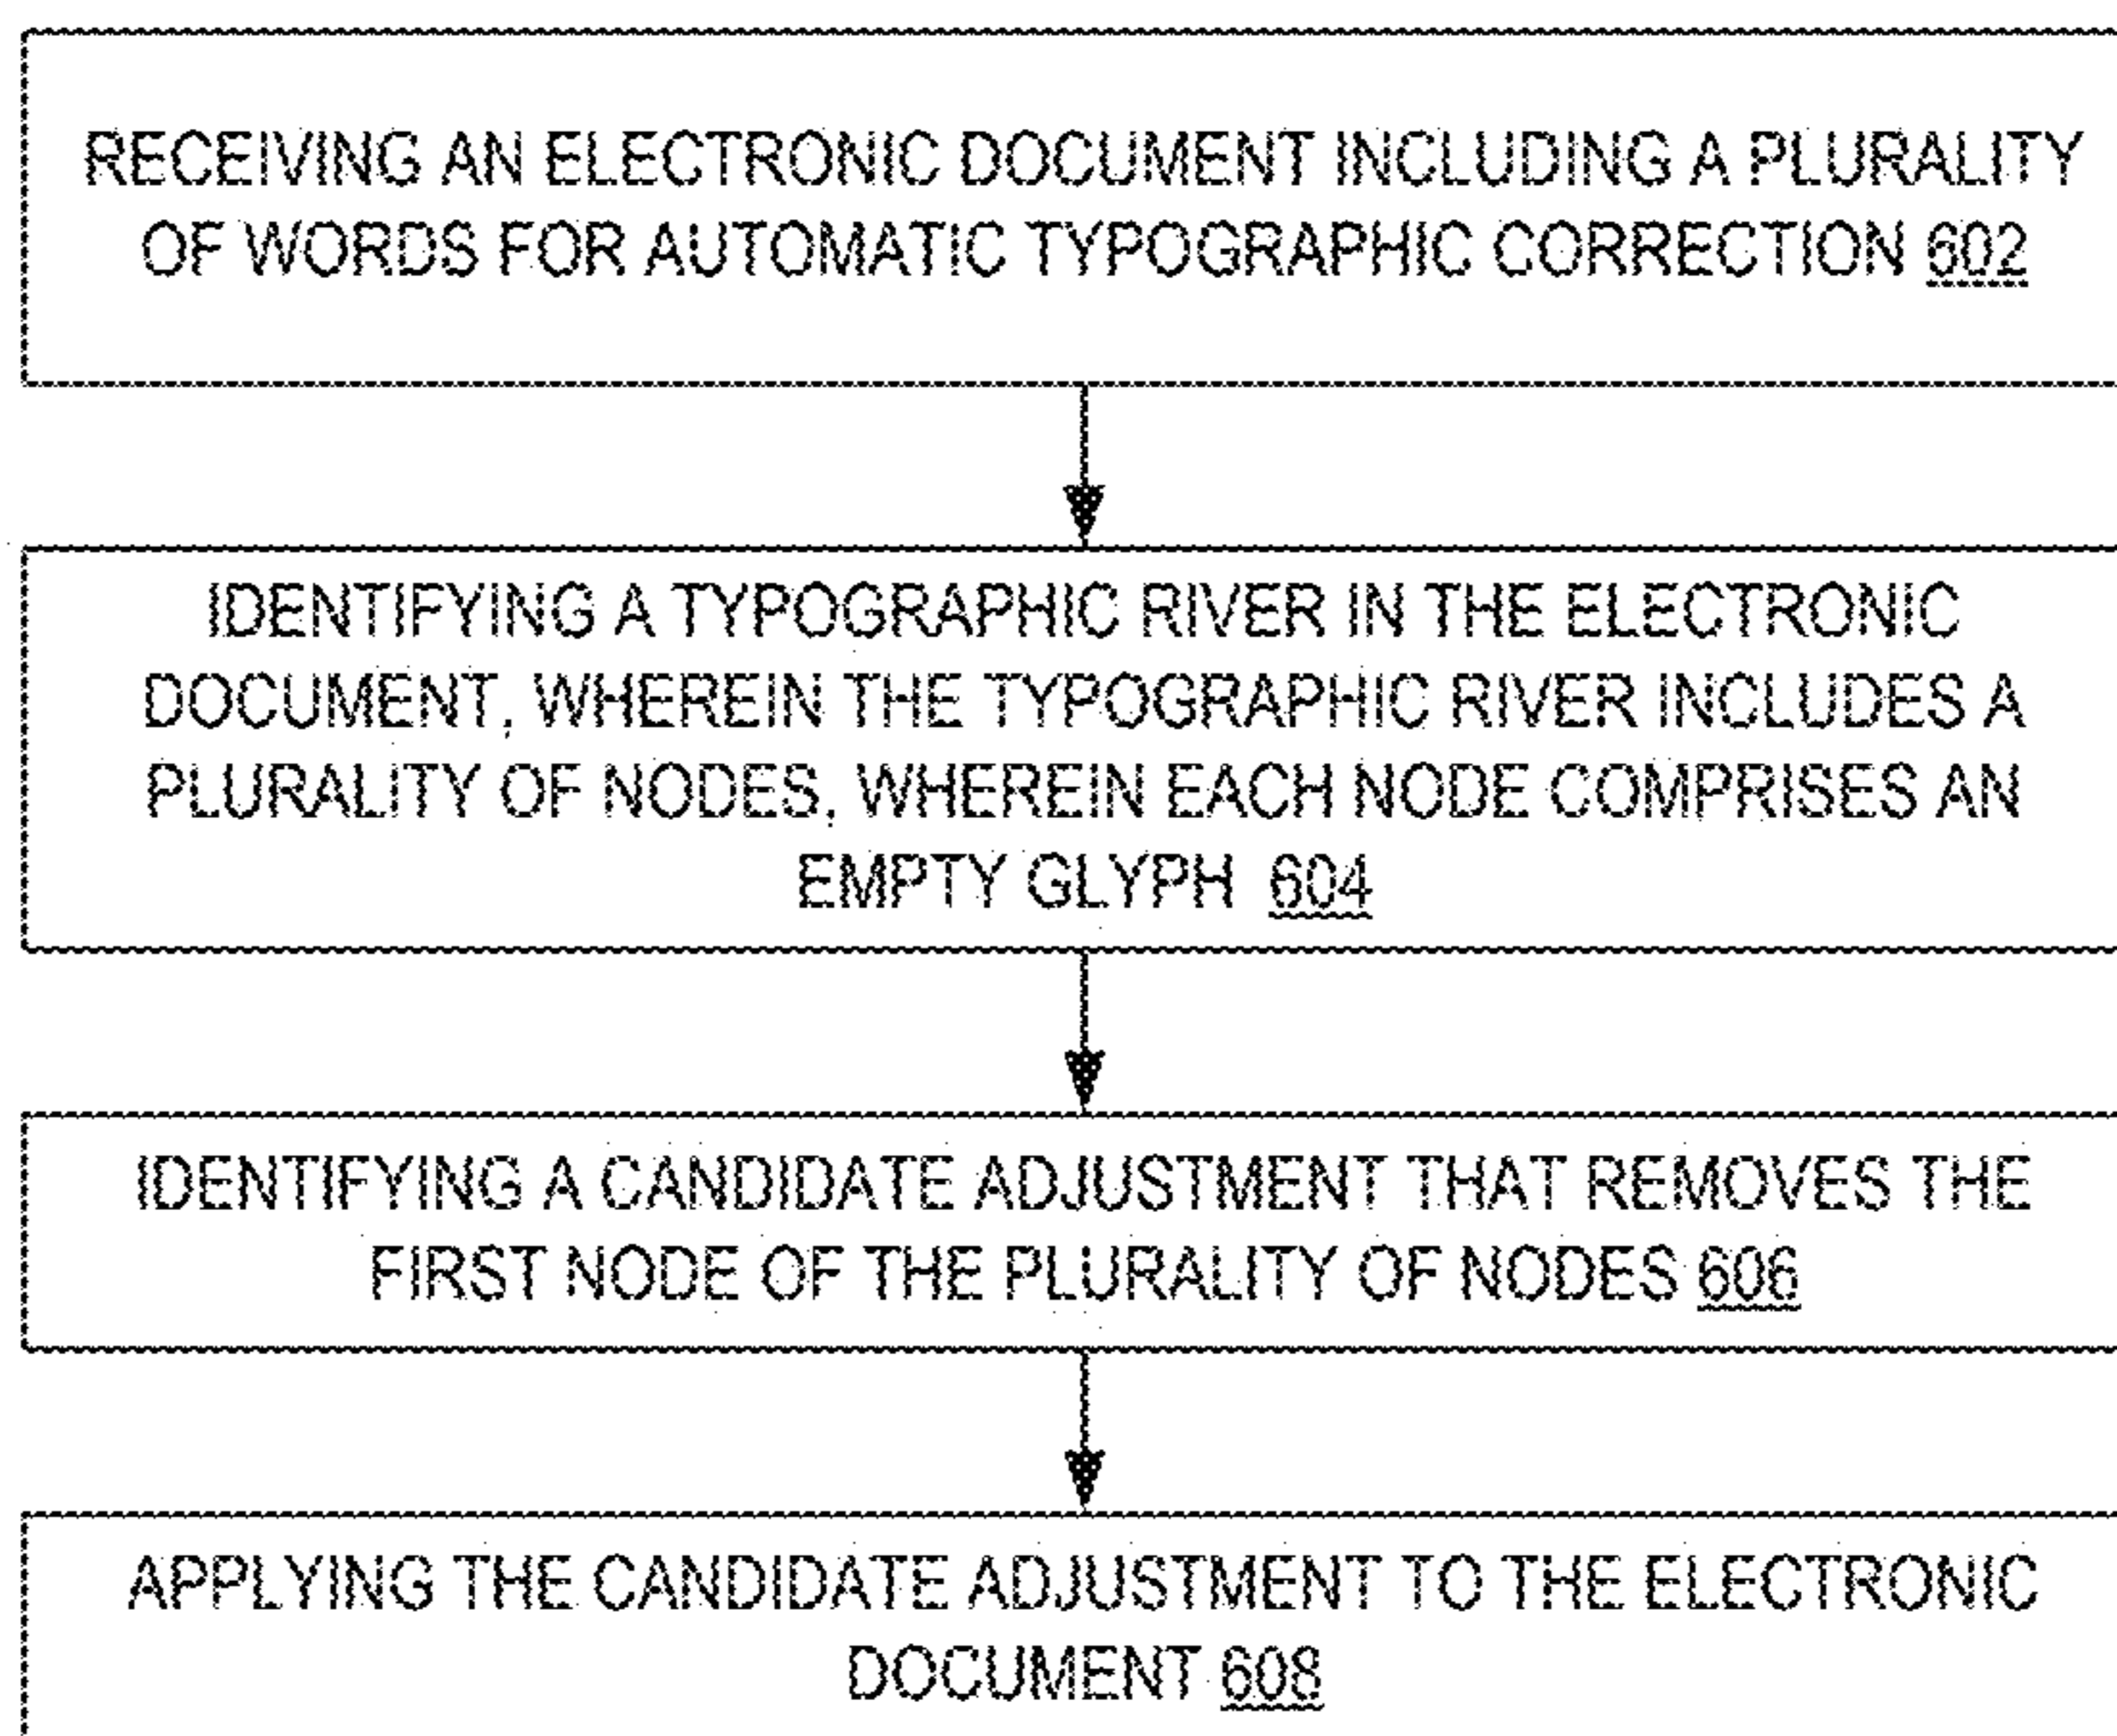 RECEIVING AN ELECTRONIC DOCUMENT INCLUDING A PLURALITY
OF WORDS FOR AUTOMATIC TYPOGRAPHIC CORRECTION 602
IDENTIFYING A TYPOGRAPHIC RIVER IN THE ELECTRONIC
DOCUMENT, WHEREIN THE TYPOGRAPHIC RIVER INCLUDES A
PLURALITY OF NODES, WHEREIN EACH NODE COMPRISES AN
EMPTY GLYPH 604
IDENTIFYING A CANDIDATE ADJUSTMENT THAT REMOVES THE
FIRST NODE OF THE PLURALITY OF NODES 606
APPLYING THE CANDIDATE ADJUSTMENT TO THE ELECTRONIC
DOCUMENT 608